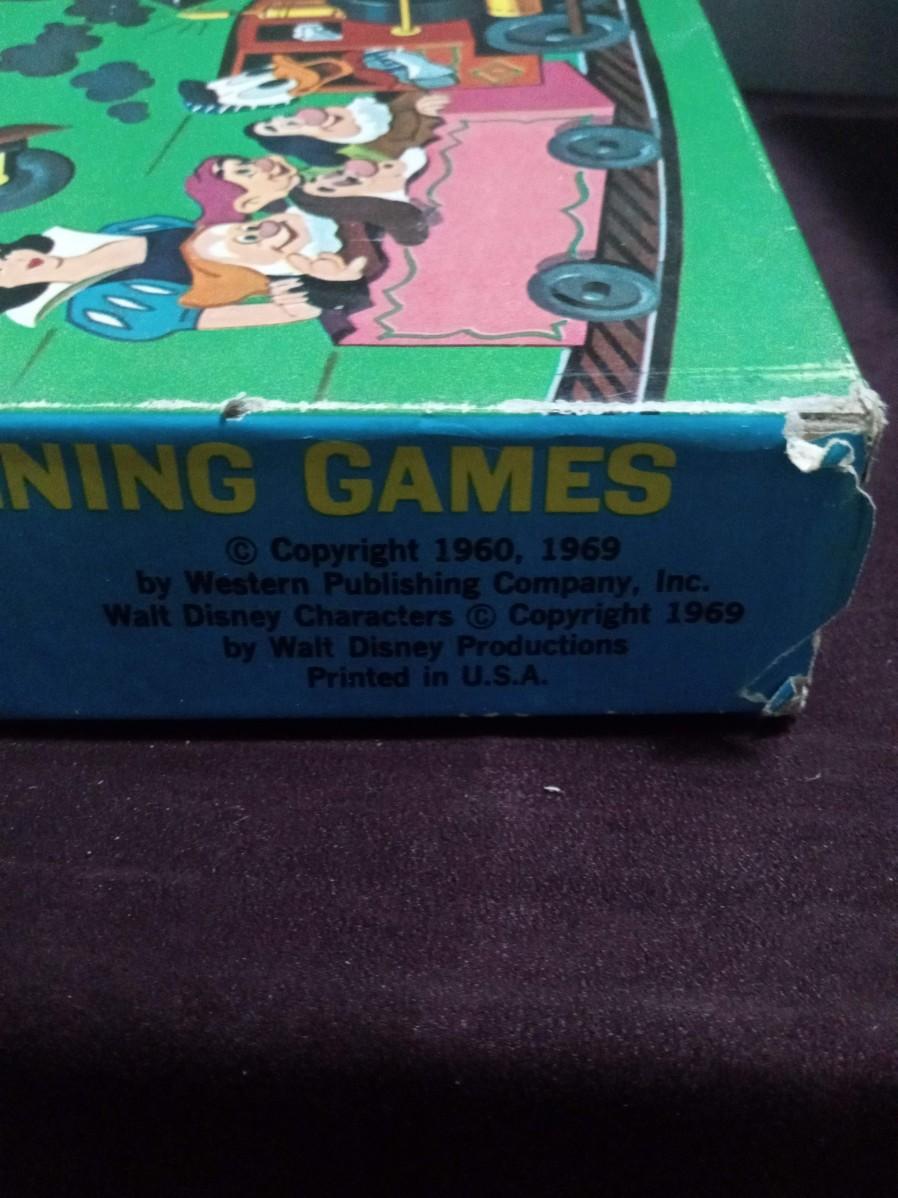 NING GAMES
© Copyright 1960, 1969
by Western Publishing Company, Inc.
Walt Disney Characters © Copyright 1969
by Walt Disney Productions
Printed in U.S.A.